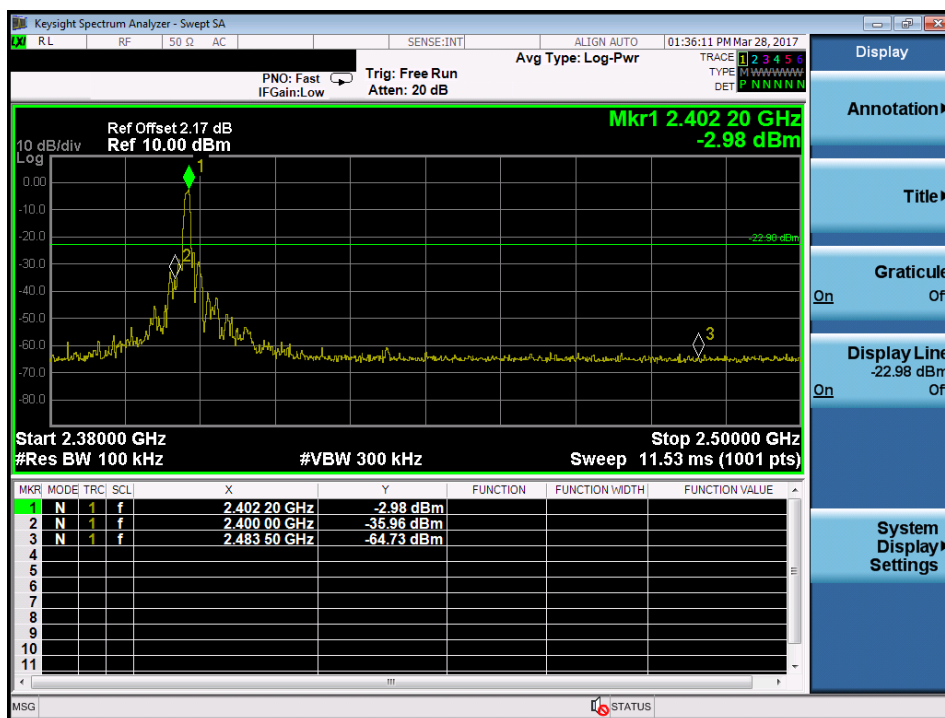 Keysight Spectrum Analyzer - Swept SA
LXI RL RF 50 Ω AC SENSE:INT ALIGN AUTO 01:36:11 PM Mar 28, 2017
Avg Type: Log-Pwr TRACE 1 2 3 4 5 6
PNO: Fast Trig: Free Run TYPE M WWWWW
IFGain:Low Atten: 20 dB DET P N N N N N
Ref Offset 2.17 dB Mkr1 2.402 20 GHz
10 dB/div Ref 10.00 dBm -2.98 dBm
Log
1
0.00
-10.0
-20.0
-22.90 dBm
2
-30.0
-40.0
-50.0
3
-60.0
-70.0
-80.0
Start 2.38000 GHz Stop 2.50000 GHz
#Res BW 100 kHz #VBW 300 kHz Sweep 11.53 ms (1001 pts)
MKR MODE TRC SCL X Y FUNCTION FUNCTION WIDTH FUNCTION VALUE
1 N 1 f 2.402 20 GHz -2.98 dBm
2 N 1 f 2.400 00 GHz -35.96 dBm
3 N 1 f 2.483 50 GHz -64.73 dBm
4
5
6
7
8
9
10
11
MSG STATUS
Display
Annotation
Title
Graticule
On Of
Display Line
-22.98 dBm
On Of
System
Display
Settings